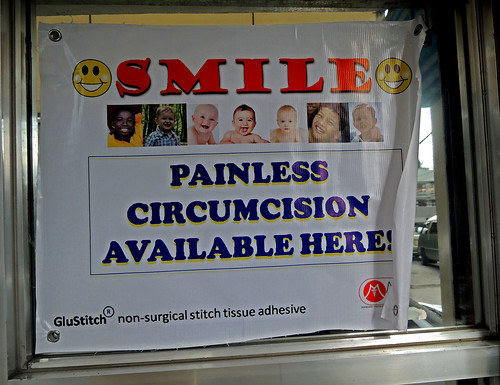 SMILE
PAINLESS
CIRCUMCISION
AVAILABLE HERE!
GluStitch® non-surgical stitch tissue adhesive